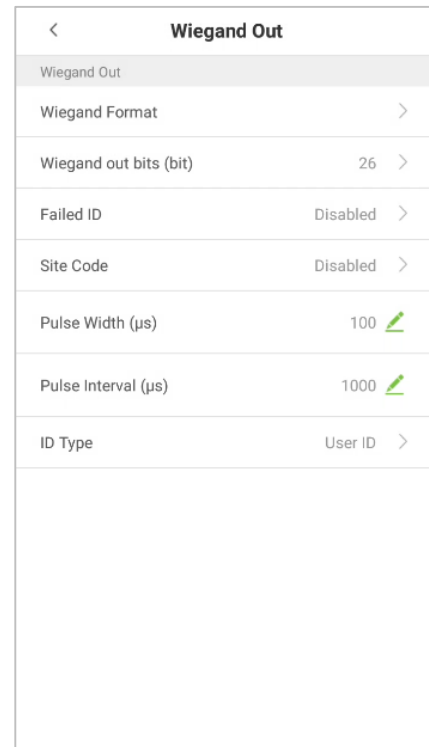 Wiegand Out
Wiegand Out
Wiegand Format
Wiegand out bits (bit) 26
Failed ID Disabled
Site Code Disabled
Pulse Width (μs) 100
Pulse Interval (μs) 1000
ID Type User ID